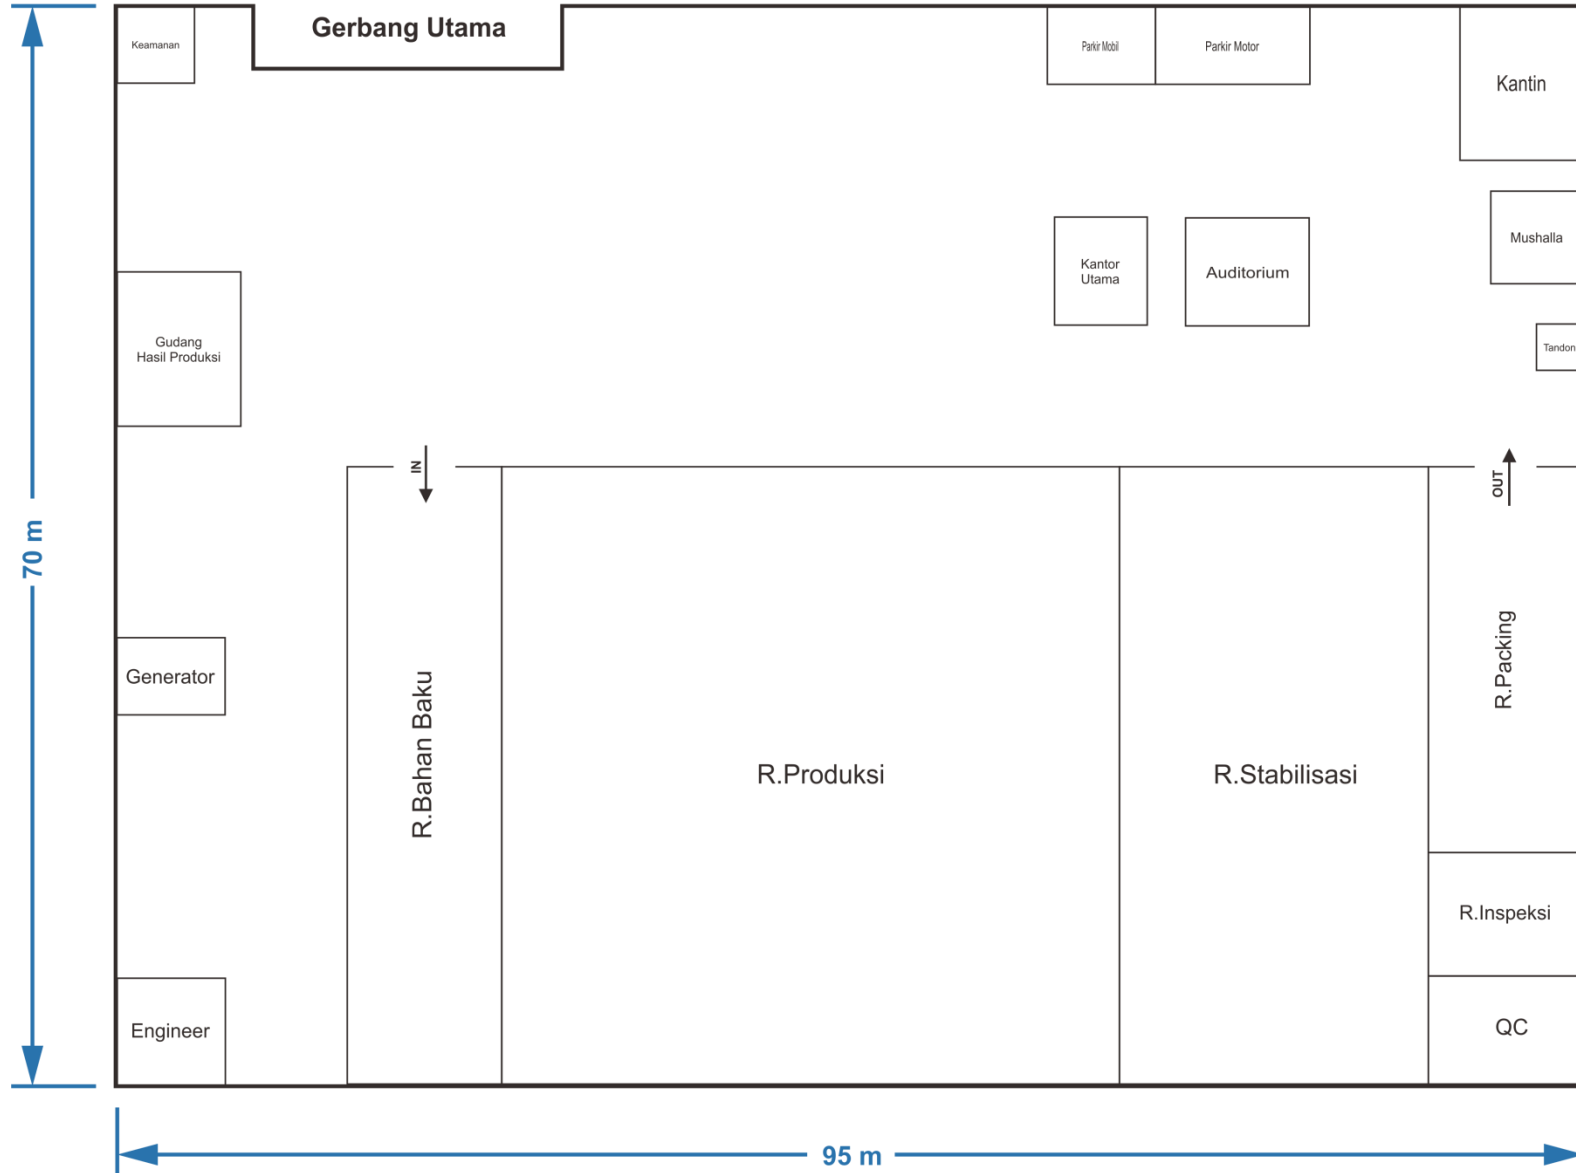 Gerbang Utama
Keamanan
Parkir Mobil
Parkir Motor
Kantin
Mushalla
Kantor
Utama
Auditorium
Gudang
Hasil Produksi
Tandon
IN
OUT
70 m
Generator
R.Bahan Baku
R.Produksi
R.Stabilisasi
R.Packing
R.Inspeksi
Engineer
QC
95 m